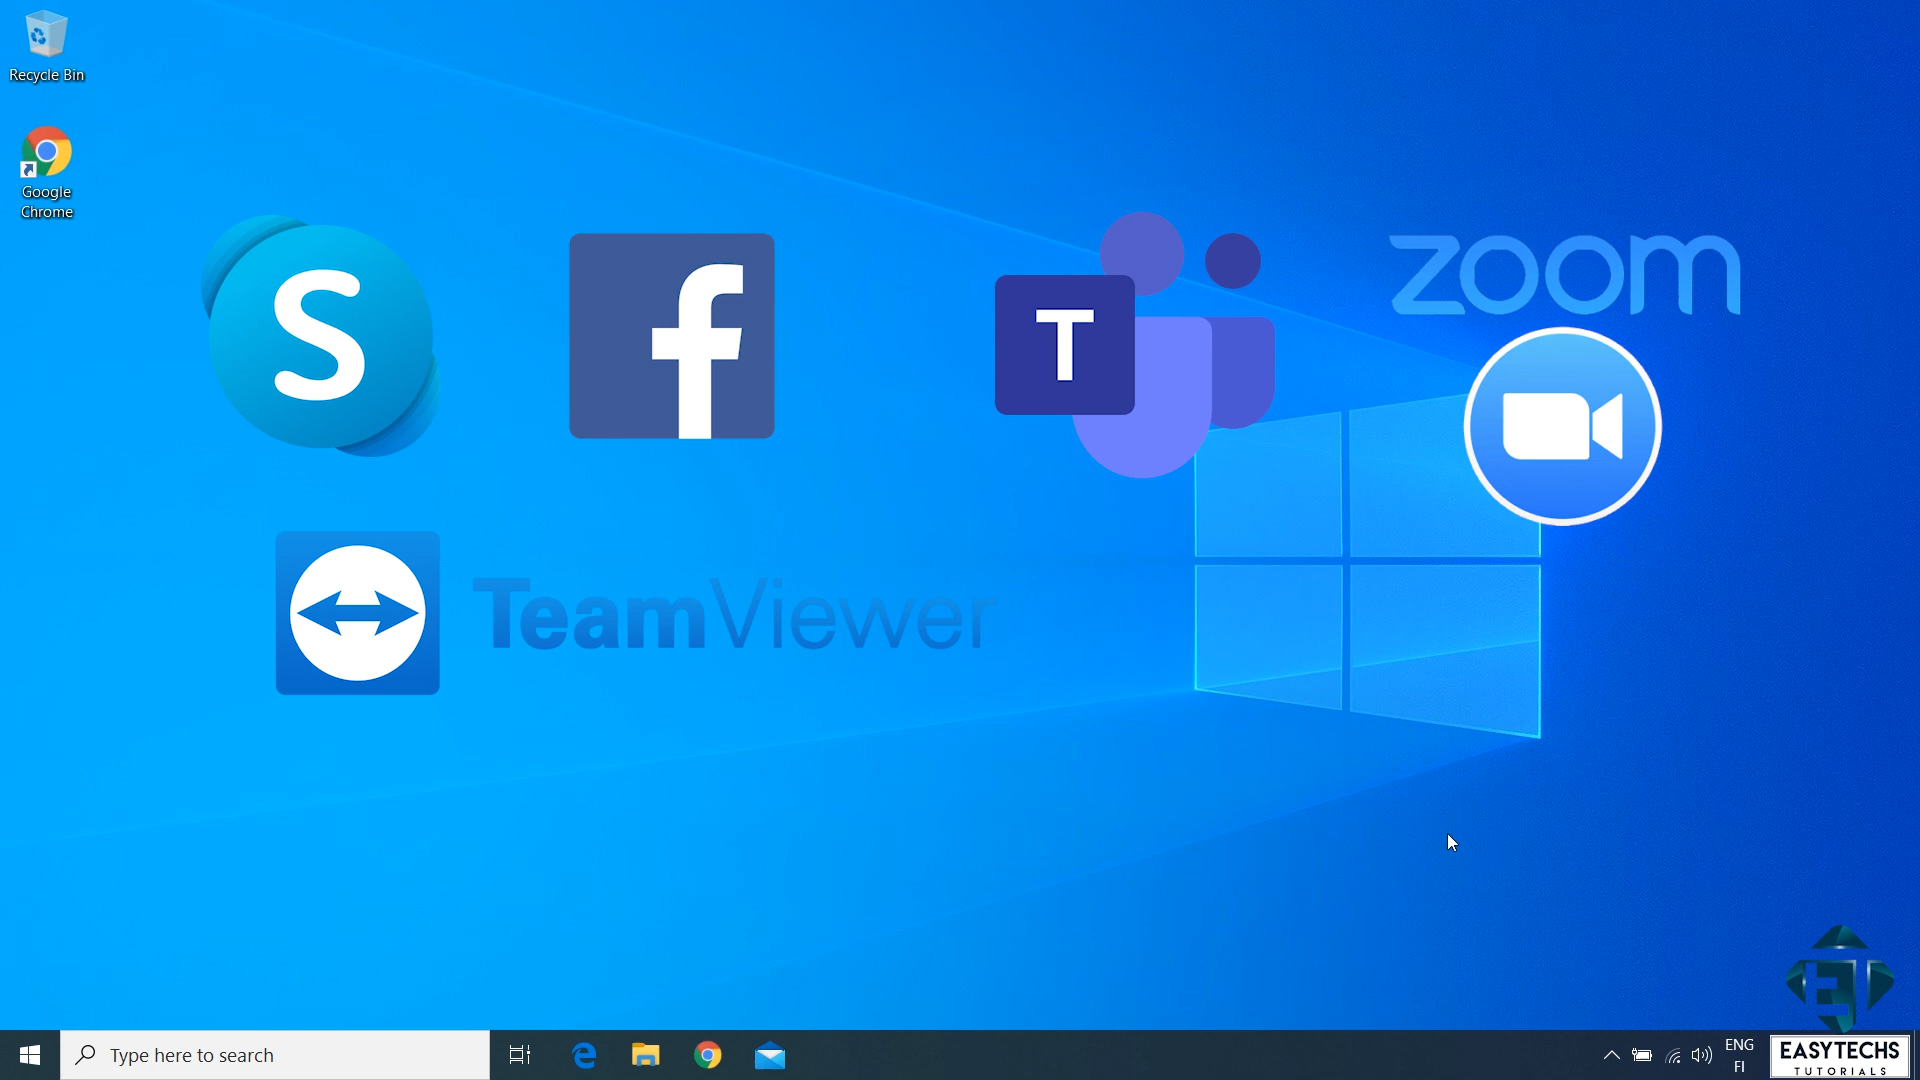 Recycle Bin
Google
Chrome
S
f
T
zoom
TeamViewer
Type here to search
ENG
FI
EASYTECHS
TUTORIALS